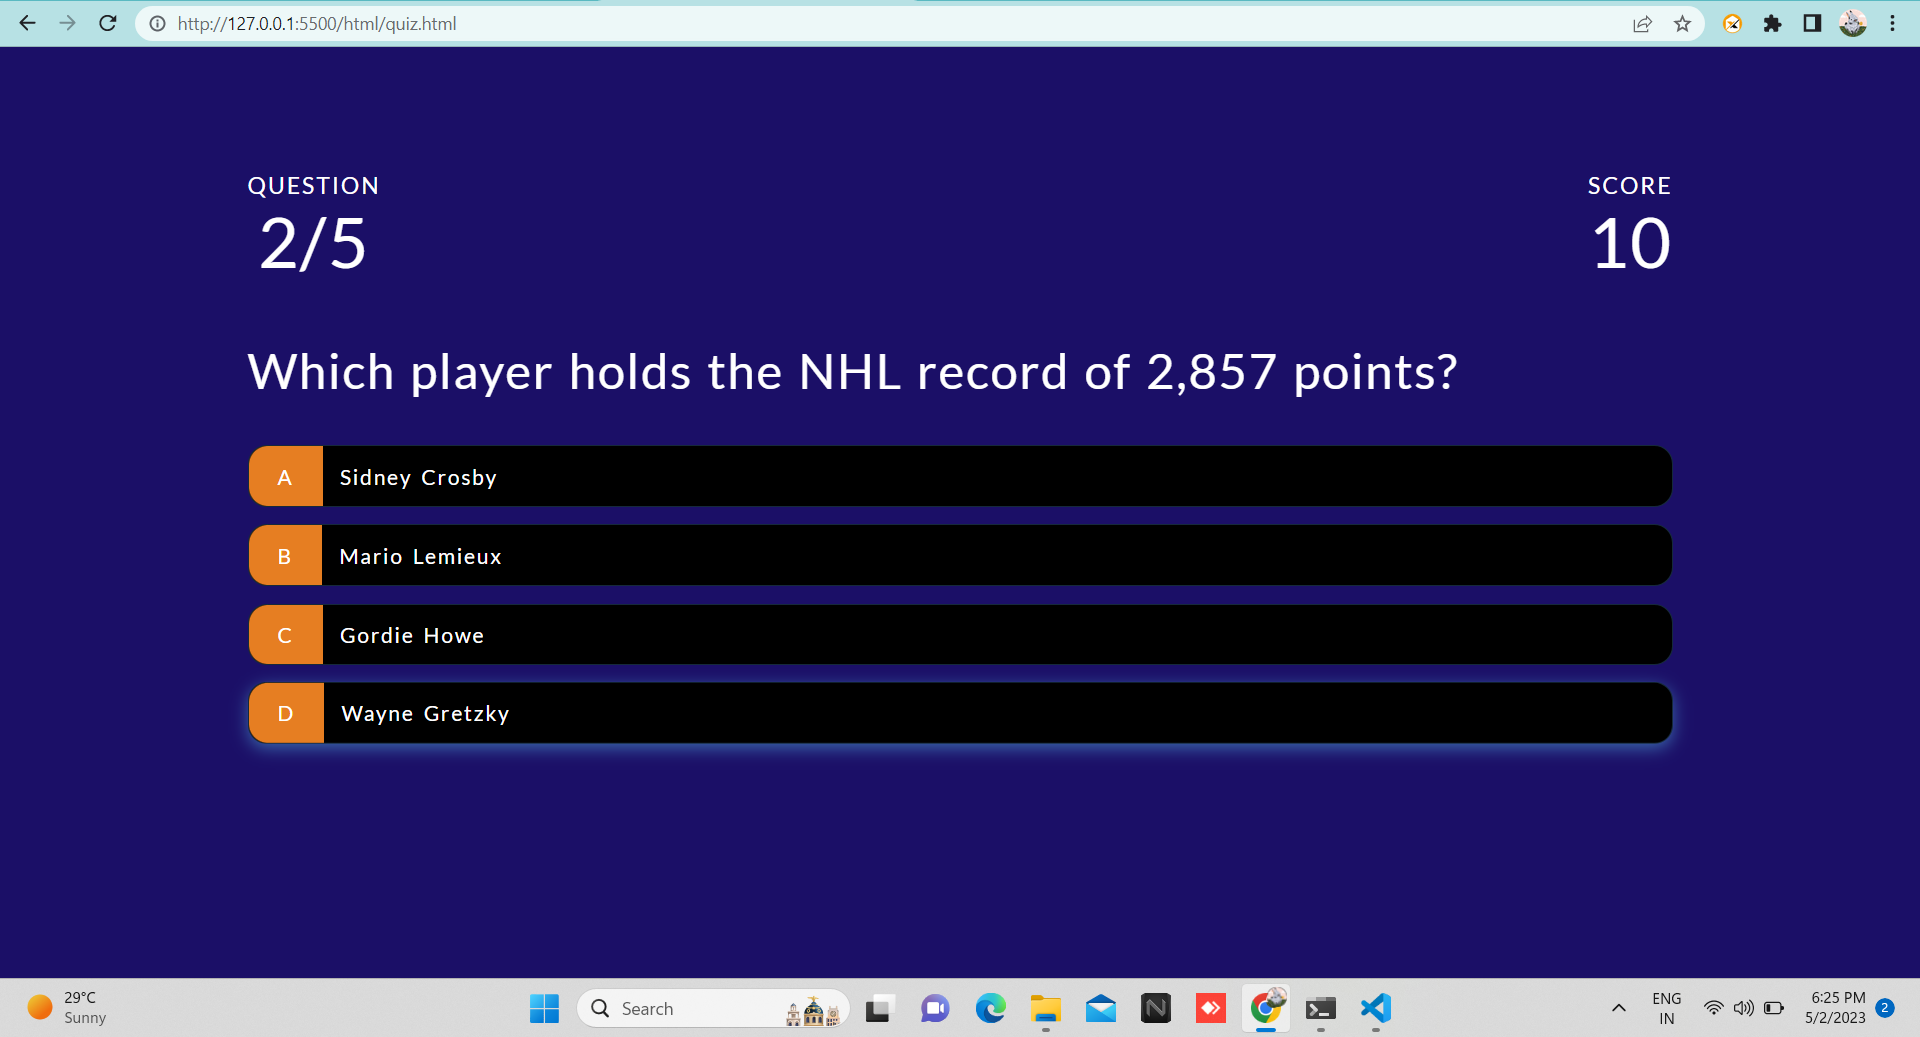 http://127.0.0.1:5500/html/quiz.html
QUESTION
2/5
SCORE
10
Which player holds the NHL record of 2,857 points?
A Sidney Crosby
B Mario Lemieux
C Gordie Howe
D Wayne Gretzky
29°C
Sunny
Search
N
ENG
IN
6:25 PM
5/2/2023
2